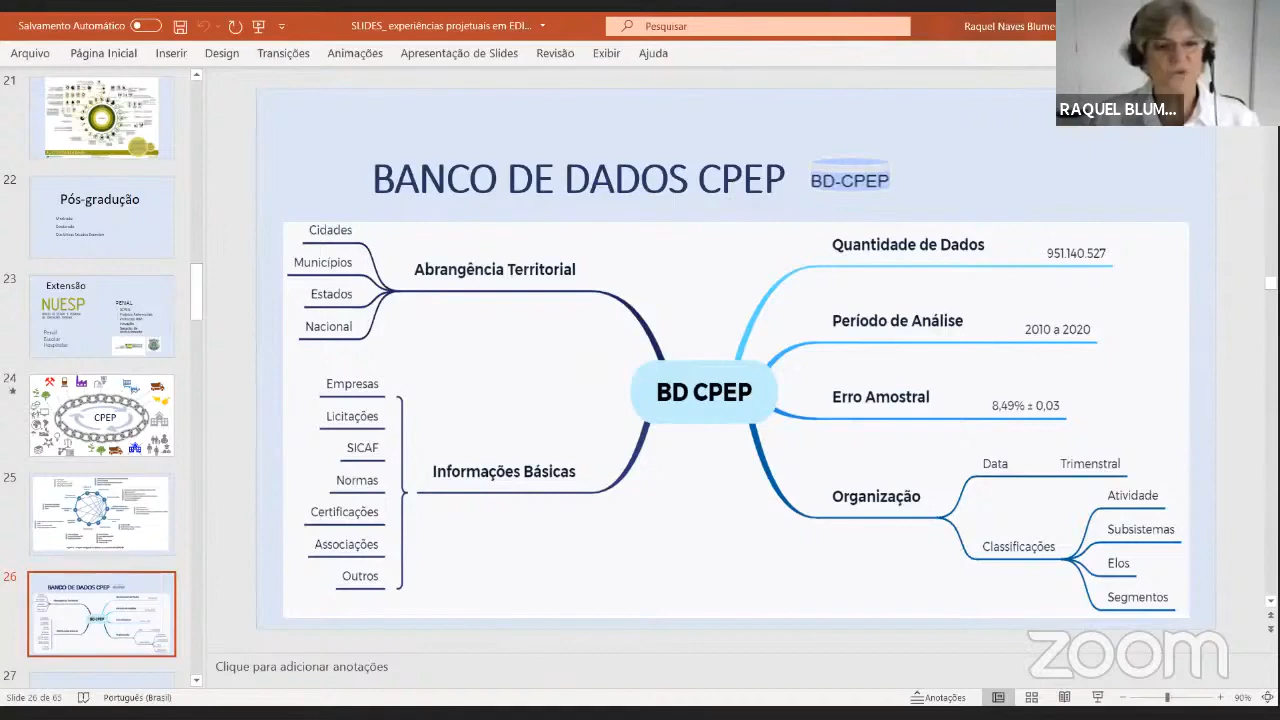 Salvamento Automático
SLIDES_ experiências projetuais em EDI...
Pesquisar
Raquel Naves Blume
Arquivo
Página Inicial
Inserir
Design
Transições
Animações
Apresentação de Slides
Revisão
Exibir
Ajuda
RAQUEL BLUM...
21
22
Pós-gradução
23
Extensão
NUESP
24
CPEP
25
26
BANCO DE DADOS CPEP
27
BANCO DE DADOS CPEP
BD-CPEP
Cidades
Municípios
Estados
Nacional
Abrangência Territorial
Empresas
Licitações
SICAF
Normas
Certificações
Associações
Outros
Informações Básicas
BD CPEP
Quantidade de Dados
951.140.527
Período de Análise
2010 a 2020
Erro Amostral
8,49% ± 0,03
Organização
Data
Trimenstral
Classificações
Atividade
Subsistemas
Elos
Segmentos
zoom
Clique para adicionar anotações
Slide 26 de 65
Português (Brasil)
Anotações
90%